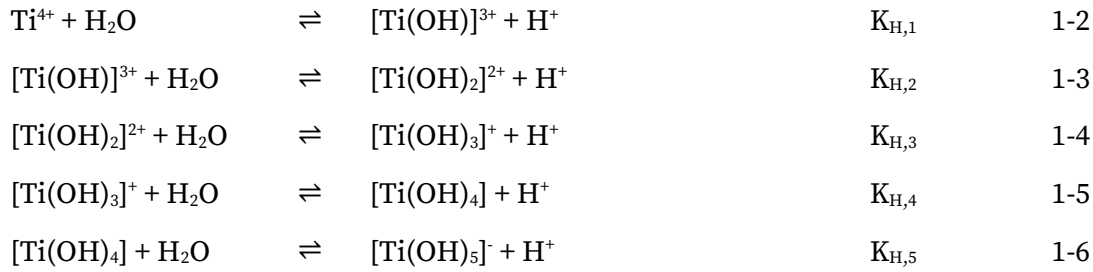 Ti⁴⁺ + H₂O ⇌ [Ti(OH)]³⁺ + H⁺ K_H,1 1-2
[Ti(OH)]³⁺ + H₂O ⇌ [Ti(OH)₂]²⁺ + H⁺ K_H,2 1-3
[Ti(OH)₂]²⁺ + H₂O ⇌ [Ti(OH)₃]⁺ + H⁺ K_H,3 1-4
[Ti(OH)₃]⁺ + H₂O ⇌ [Ti(OH)₄] + H⁺ K_H,4 1-5
[Ti(OH)₄] + H₂O ⇌ [Ti(OH)₅]⁻ + H⁺ K_H,5 1-6